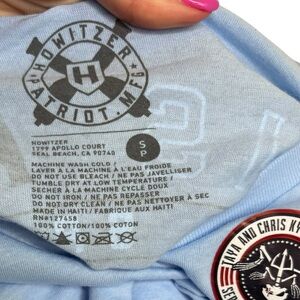 HOWITZER
H
PATRIOT MFG
HOWITZER
1799 APOLLO COURT
SEAL BEACH, CA 90740
S
P
MACHINE WASH COLD /
LAVER À LA MACHINE À L'EAU FROIDE
DO NOT USE BLEACH / NE PAS JAVELLISER
TUMBLE DRY AT LOW TEMPERATURE /
SÉCHER À LA MACHINE CYCLE DOUX
DO NOT IRON / NE PAS REPASSER
DO NOT DRY CLEAN / NE PAS NETTOYER À SEC
MADE IN HAITI / FABRIQUÉ EN HAITI
RN#127458
100% COTTON/100% COTON
TAYA AND CHRIS KY